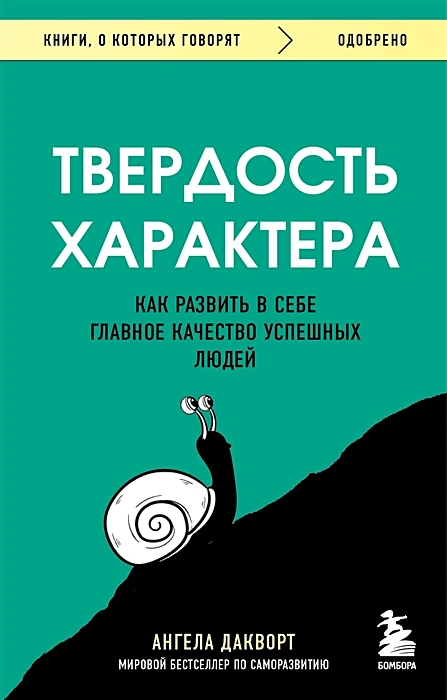 КНИГИ, О КОТОРЫХ ГОВОРЯТ
ОДОБРЕНО
ТВЕРДОСТЬ
ХАРАКТЕРА
КАК РАЗВИТЬ В СЕБЕ
ГЛАВНОЕ КАЧЕСТВО УСПЕШНЫХ
ЛЮДЕЙ
АНГЕЛА ДАКВОРТ
МИРОВОЙ БЕСТСЕЛЛЕР ПО САМОРАЗВИТИЮ
БОМБОРА